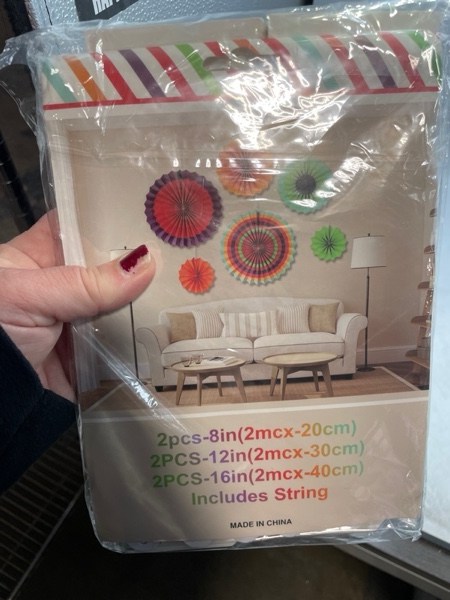 2pcs-8in(2mcx-20cm)
2PCS-12in(2mcx-30cm)
2PCS-16in(2mcx-40cm)
Includes String
MADE IN CHINA